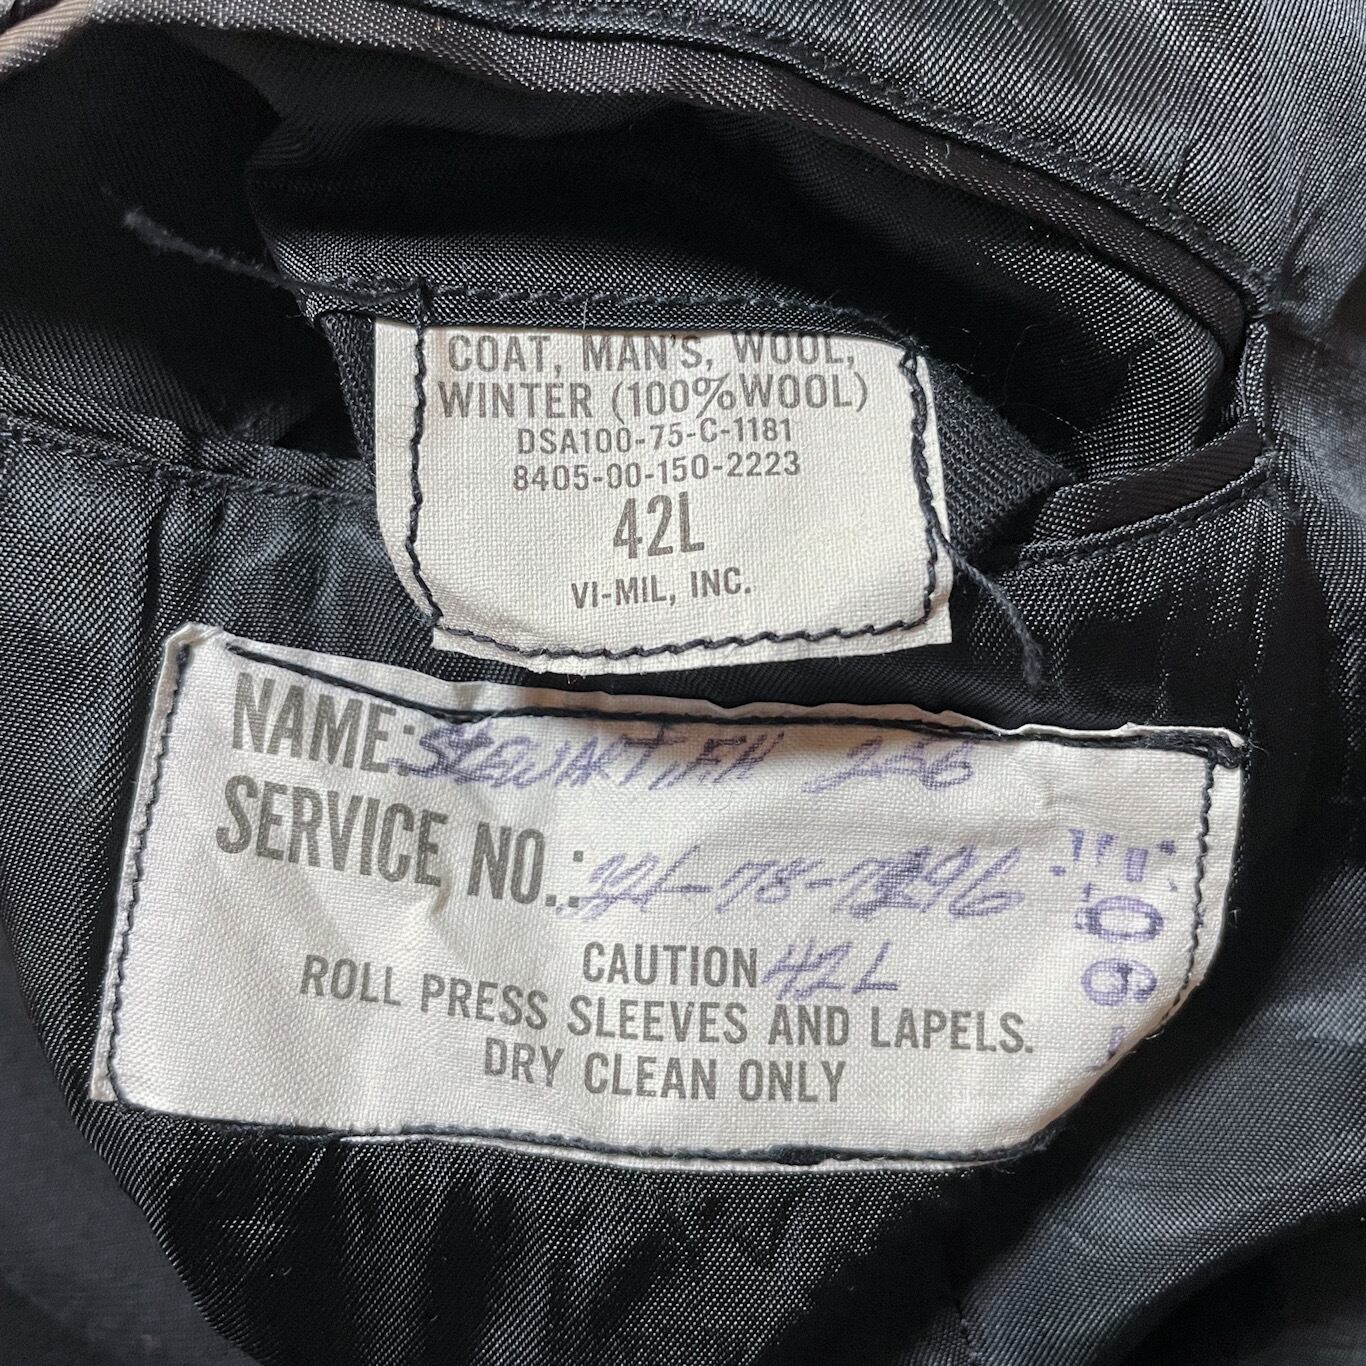 COAT, MAN'S, WOOL,
WINTER (100% WOOL)
DSA100-75-C-1181
8405-00-150-2223
42L
VI-MIL, INC.
NAME: STEWART
SERVICE NO.:
CAUTION 42L
ROLL PRESS SLEEVES AND LAPELS.
DRY CLEAN ONLY